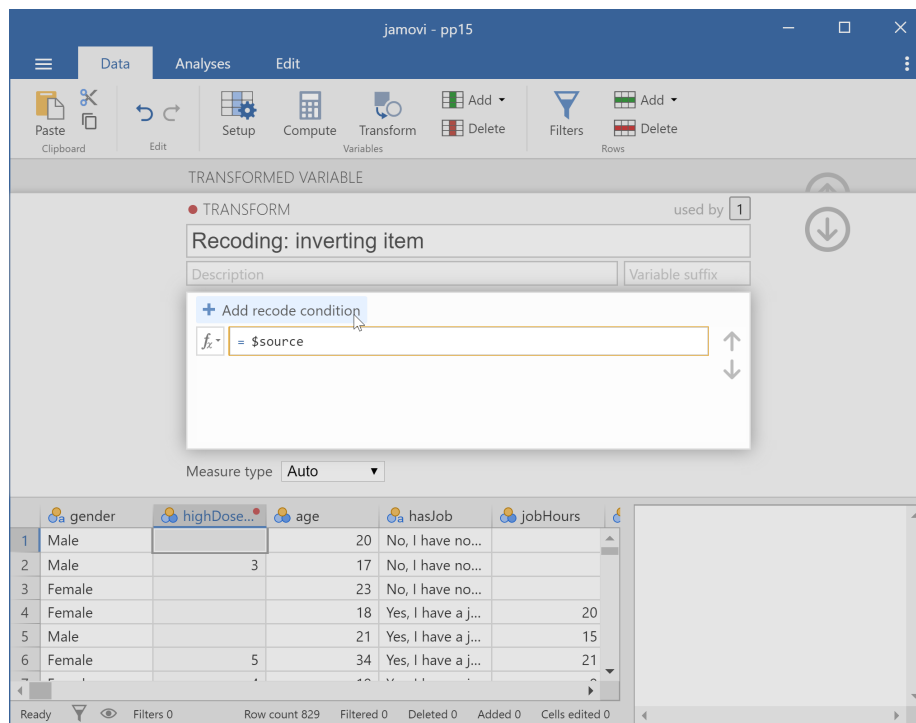 jamovi - pp15
Data Analyses Edit
Paste Setup Compute Transform Add Delete Filters Add Delete
Clipboard Edit Variables Rows
TRANSFORMED VARIABLE
TRANSFORM used by 1
Recoding: inverting item
Description Variable suffix
+ Add recode condition
fx = $source
Measure type Auto
gender highDose... age hasJob jobHours
1 Male 20 No, I have no...
2 Male 3 17 No, I have no...
3 Female 23 No, I have no...
4 Female 18 Yes, I have a j... 20
5 Male 21 Yes, I have a j... 15
6 Female 5 34 Yes, I have a j... 21
Ready Filters 0 Row count 829 Filtered 0 Deleted 0 Added 0 Cells edited 0